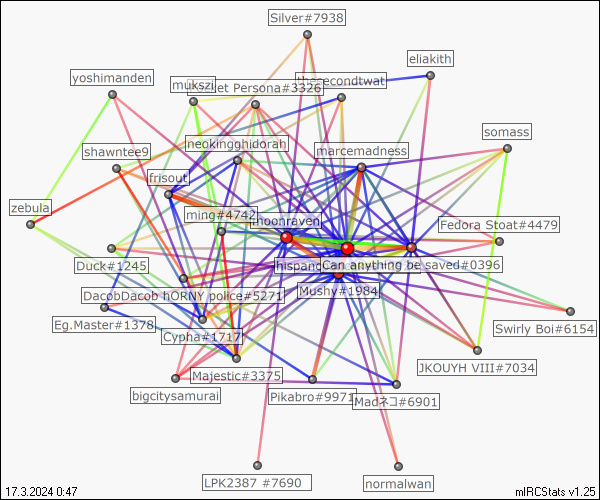 Silver#7938
eliakith
yoshimanden
mukszi
Persona#3326
thesecondtwat
somass
neokingghidorah
marcemadness
shawntee9
frisout
zebula
ming#4742
moonraven
Fedora Stoat#4479
Duck#1245
Can anything be saved#0396
DacobDacob hORNY police#5271
Mushy#1984
Eg.Master#1378
Swirly Boi#6154
Cypha#1717
JKOUYH VIII#7034
Majestic#3375
bigcitysamurai
Pikabro#9971
Madネコ#6901
LPK2387 #7690
normalwan
17.3.2024 0:47
mIRCStats v1.25